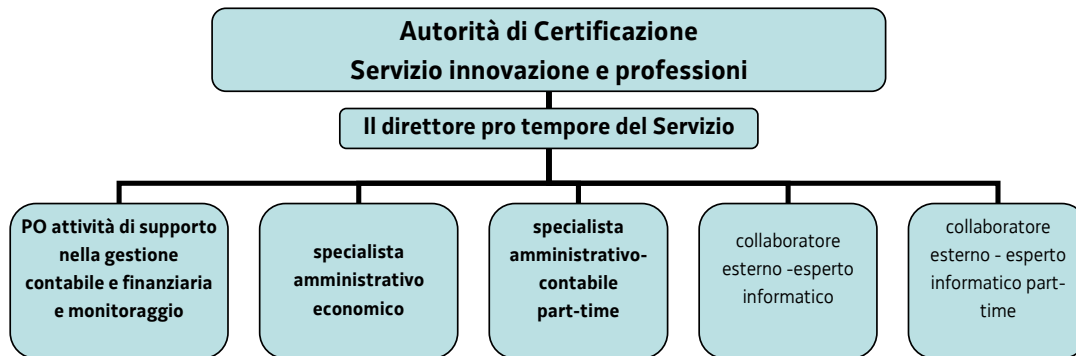 Autorità di Certificazione
Servizio innovazione e professioni
Il direttore pro tempore del Servizio
PO attività di supporto
nella gestione
contabile e finanziaria
e monitoraggio
specialista
amministrativo
economico
specialista
amministrativo-
contabile
part-time
collaboratore
esterno -esperto
informatico
collaboratore
esterno - esperto
informatico part-
time